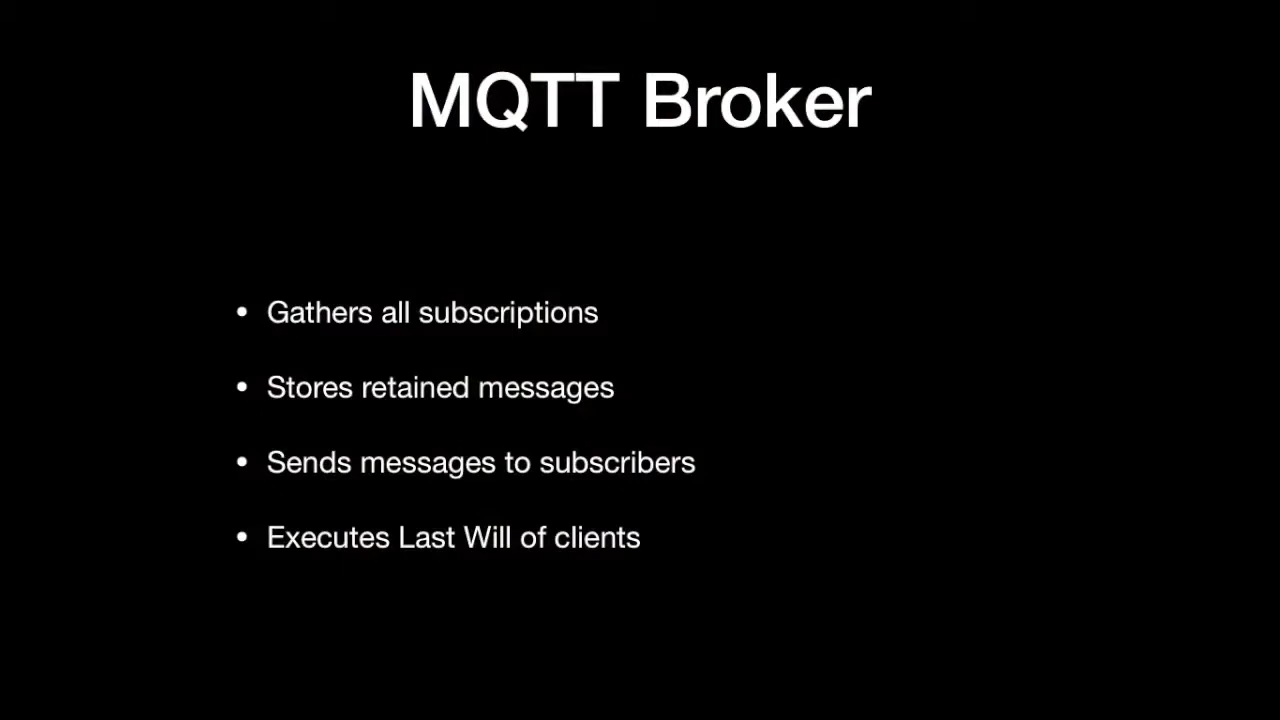 MQTT Broker
• Gathers all subscriptions
• Stores retained messages
• Sends messages to subscribers
• Executes Last Will of clients